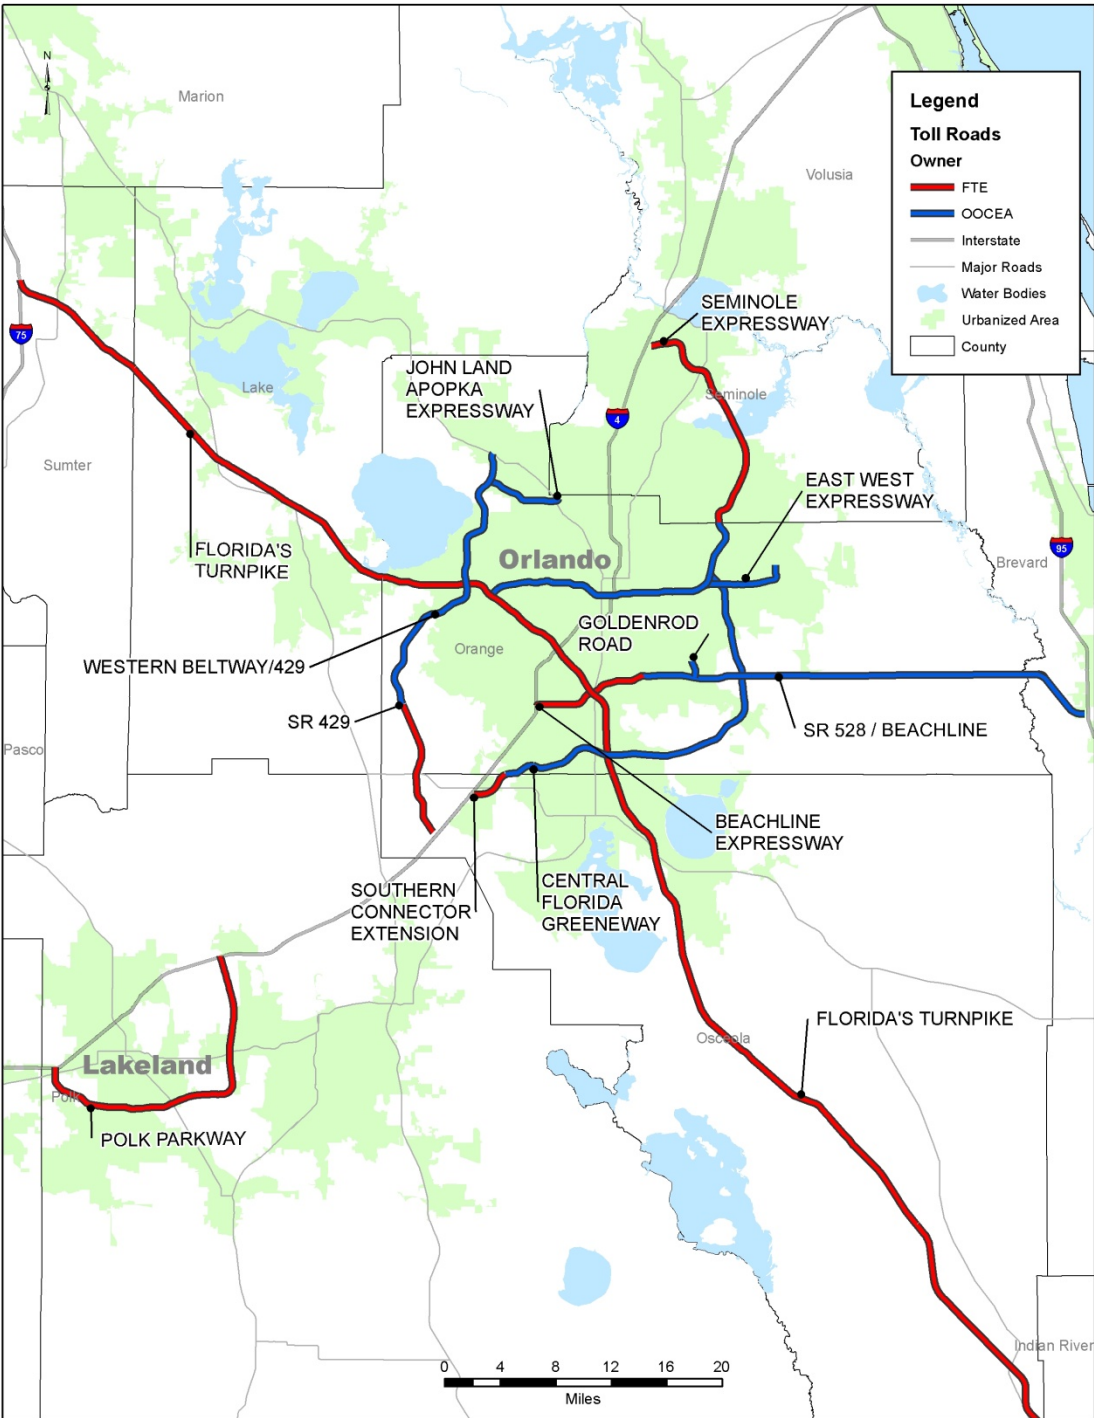 N
Marion
Volusia
Legend
Toll Roads
Owner
FTE
OOCEA
Interstate
Major Roads
Water Bodies
Urbanized Area
County
75
SEMINOLE
EXPRESSWAY
JOHN LAND
APOPKA
EXPRESSWAY
Lake
Seminole
4
Sumter
EAST WEST
EXPRESSWAY
FLORIDA'S
TURNPIKE
Orlando
95
Brevard
GOLDENROD
ROAD
Orange
WESTERN BELTWAY/429
SR 429
SR 528 / BEACHLINE
Pasco
BEACHLINE
EXPRESSWAY
SOUTHERN
CONNECTOR
EXTENSION
CENTRAL
FLORIDA
GREENEWAY
FLORIDA'S TURNPIKE
Osceola
Lakeland
Polk
POLK PARKWAY
Indian River
0 4 8 12 16 20
Miles